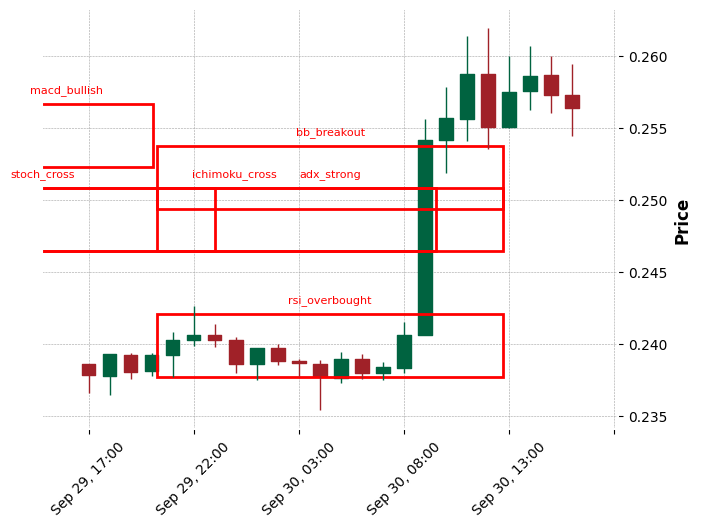 macd_bullish
bb_breakout
stoch_cross
ichimoku_cross
adx_strong
rsi_overbought
0.260
0.255
0.250
0.245
0.240
0.235
Price
Sep 29, 17:00
Sep 29, 22:00
Sep 30, 03:00
Sep 30, 08:00
Sep 30, 13:00